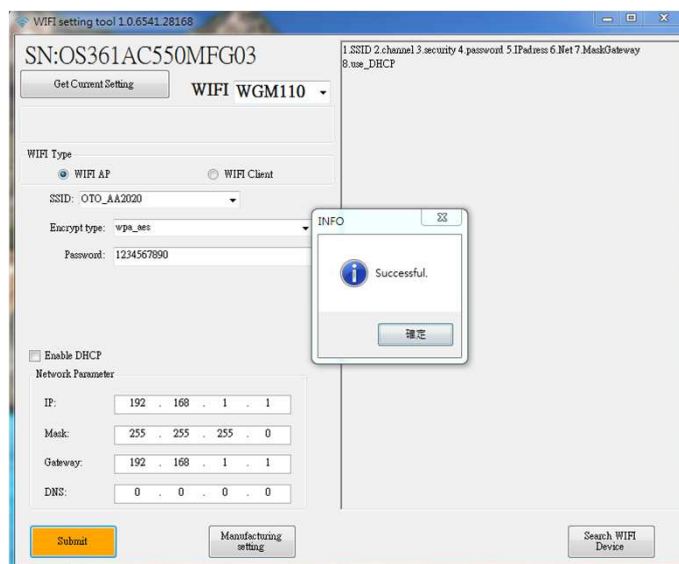 WIFI setting tool 1.0.6541.28168
SN:OS361AC550MFG03
Get Current Setting
WIFI WGM110
WIFI Type
WIFI AP
WIFI Client
SSID: OTO_AA2020
Encrypt type: wpa_aes
Password: 1234567890
Enable DHCP
Network Parameter
IP: 192 . 168 . 1 . 1
Mask: 255 . 255 . 255 . 0
Gateway: 192 . 168 . 1 . 1
DNS: 0 . 0 . 0 . 0
Submit
Manufacturing
setting
1.SSID 2.channel 3.security 4.password 5.IPadress 6.Net 7.MaskGateway
8.use_DHCP
INFO
Successful.
確定
Search WIFI
Device